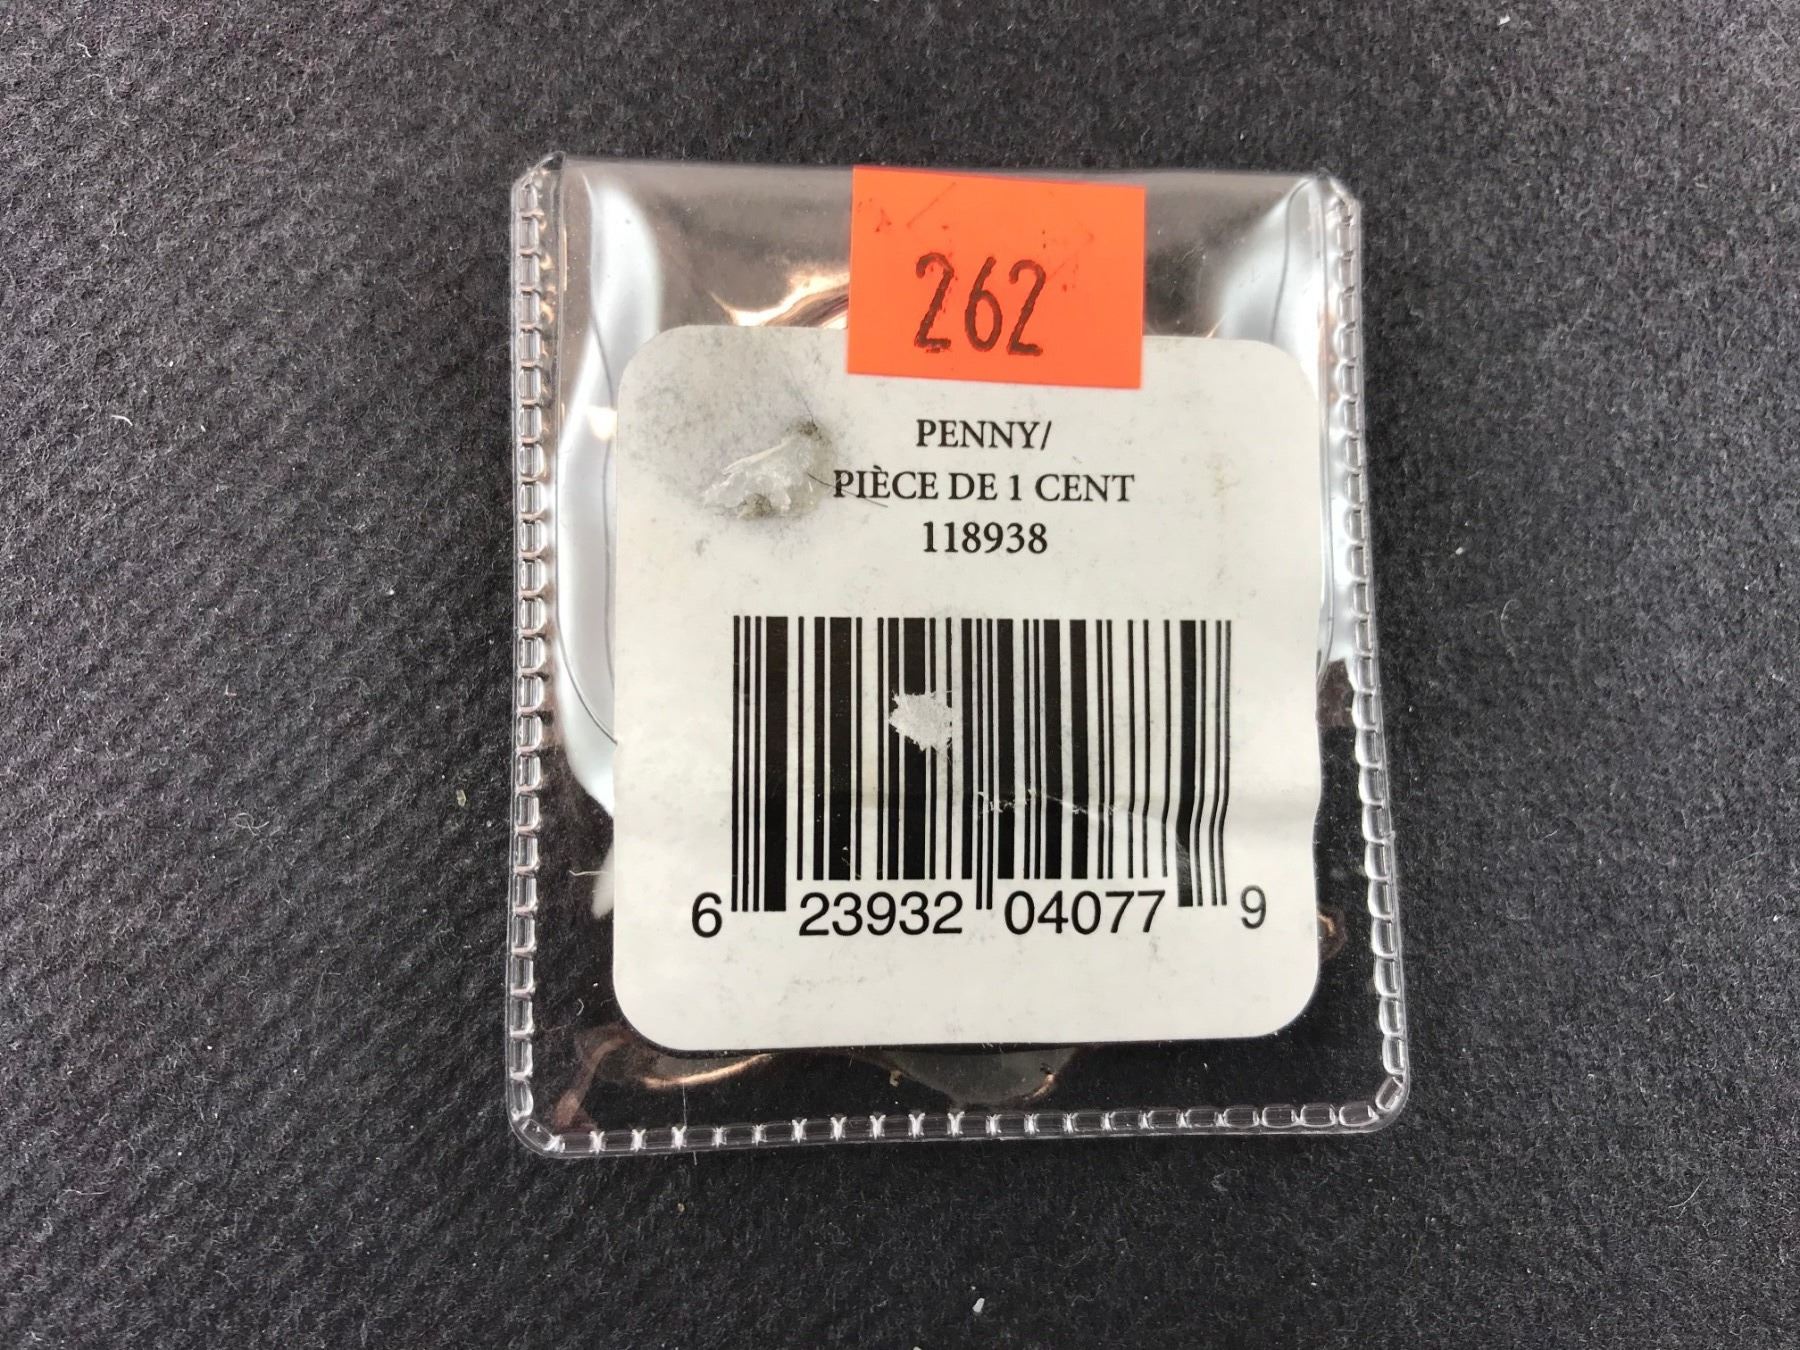 262
PENNY/
PIÈCE DE 1 CENT
118938
6 23932 04077 9